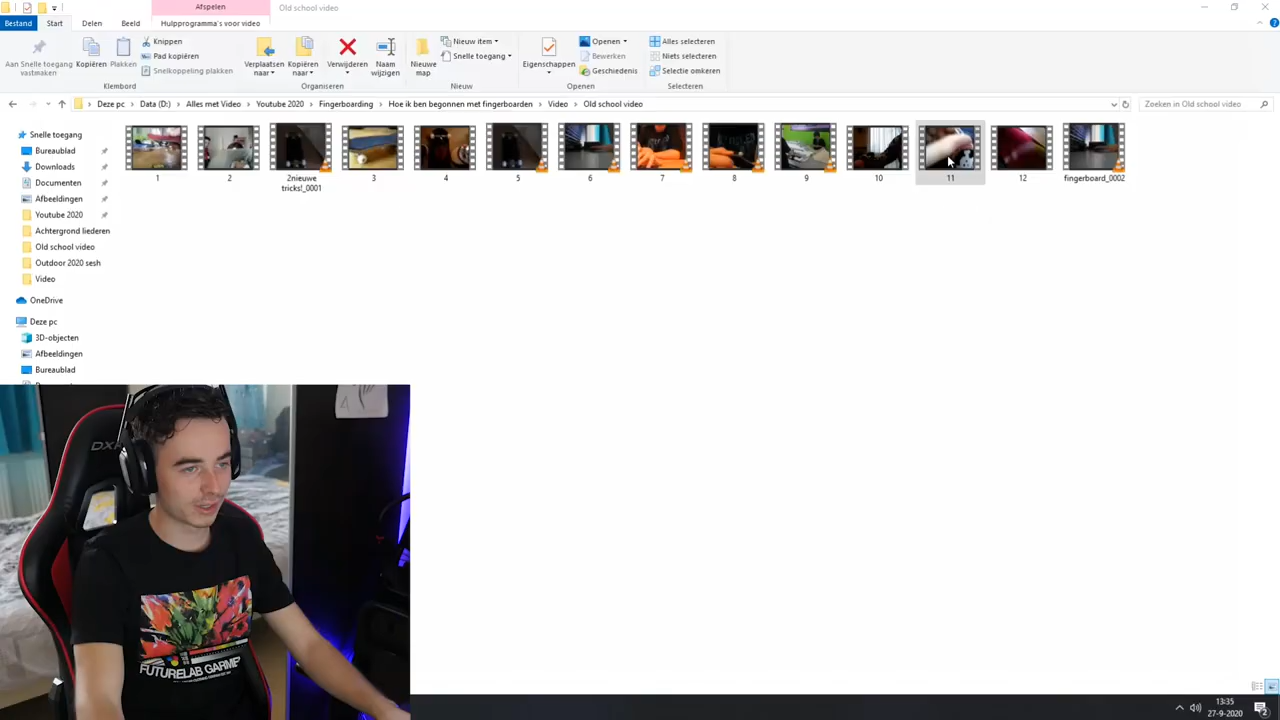 Afspelen
Old school video
Bestand Start Delen Beeld Hulpprogramma's voor video
Aan Snelle toegang vastmaken
Kopiëren
Plakken
Knippen
Pad kopiëren
Snelkoppeling plakken
Klembord
Verplaatsen naar
Kopiëren naar
Verwijderen
Naam wijzigen
Organiseren
Nieuwe map
Nieuw item
Snelle toegang
Nieuw
Eigenschappen
Openen
Bewerken
Geschiedenis
Openen
Alles selecteren
Niets selecteren
Selectie omkeren
Selecteren
Deze pc Data (D:) Alles met Video Youtube 2020 Fingerboarding Hoe ik ben begonnen met fingerboarden Video Old school video
Zoeken in Old school video
Snelle toegang
Bureaublad
Downloads
Documenten
Afbeeldingen
Youtube 2020
Achtergrond liederen
Old school video
Outdoor 2020 sesh
Video
OneDrive
Deze pc
3D-objecten
Afbeeldingen
Bureaublad
1 2 2nieuwe tricks!_0001 3 4 5 6 7 8 9 10 11 12 fingerboard_0002
DXR
FUTURELAB GARME
13:35
27-9-2020
2